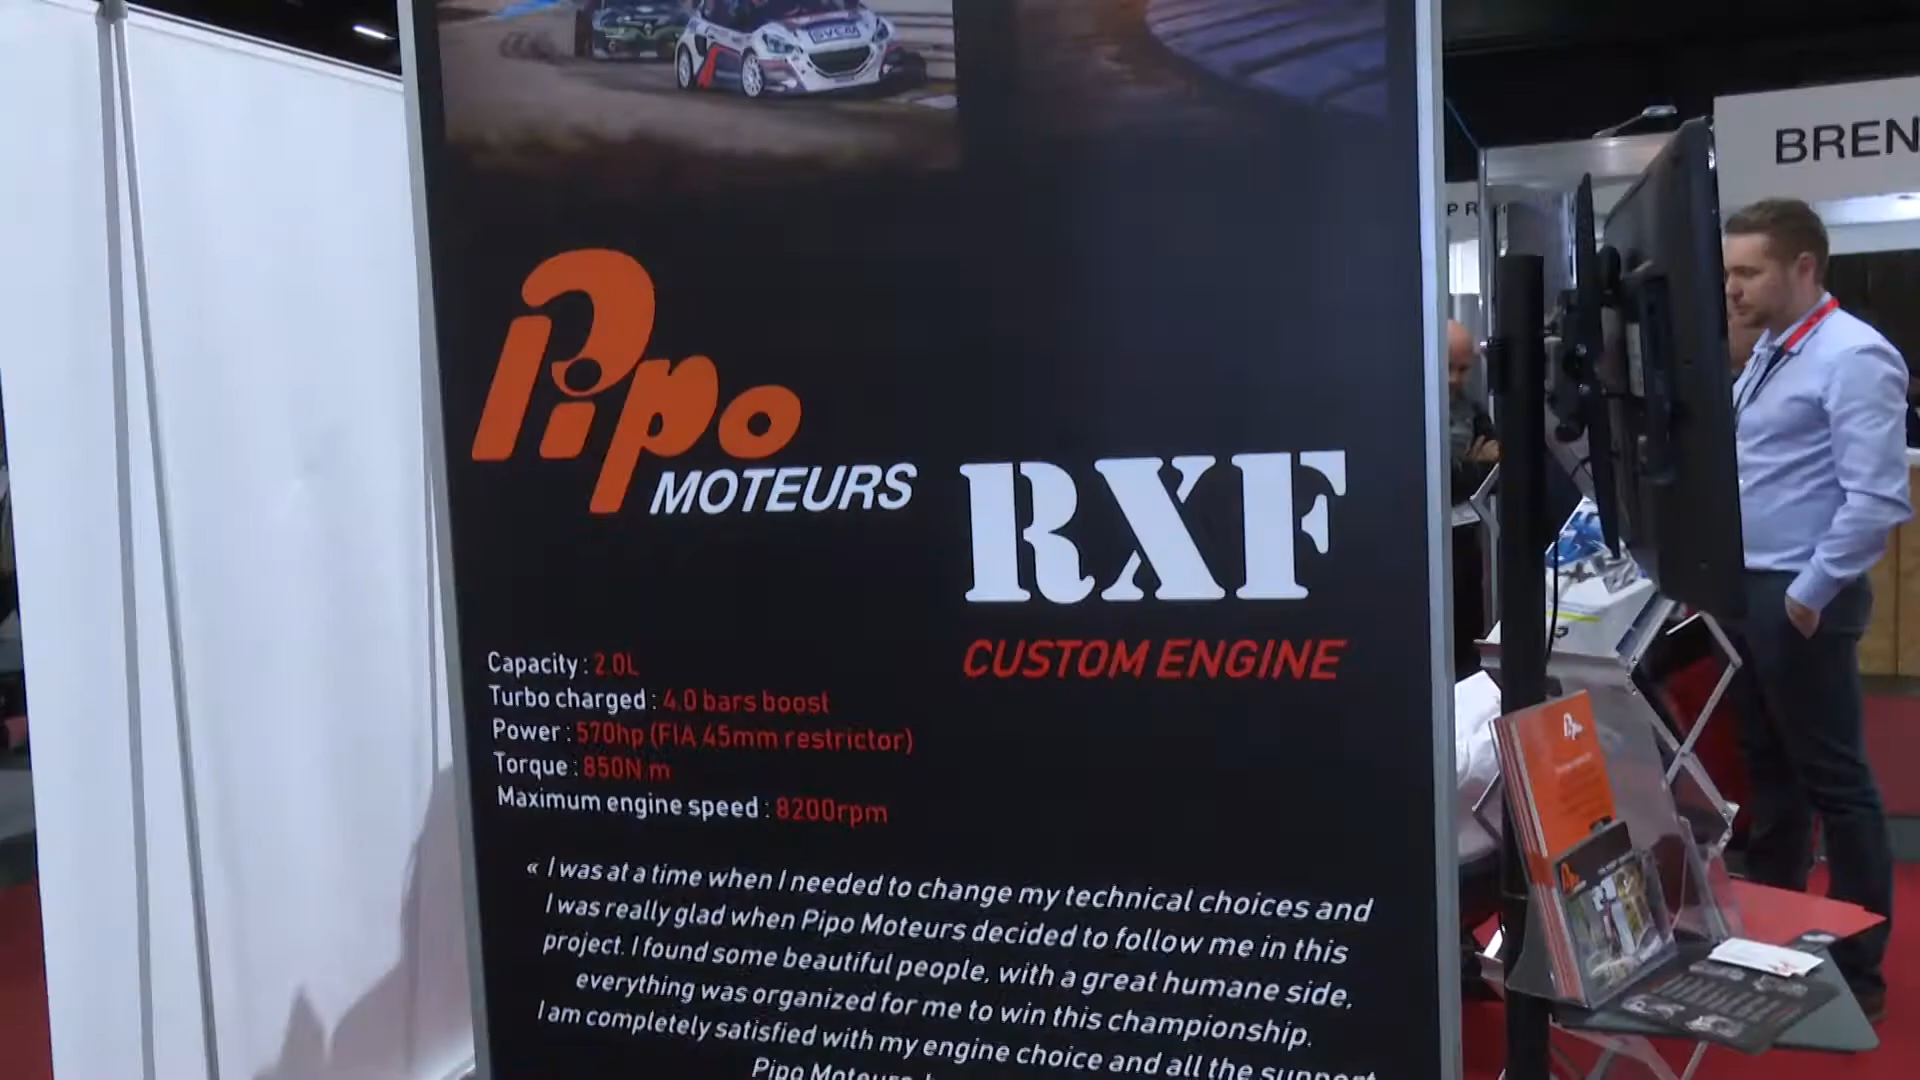 SVEM
Pipo
MOTEURS
RXF
CUSTOM ENGINE
Capacity : 2.0L
Turbo charged : 4.0 bars boost
Power : 570hp (FIA 45mm restrictor)
Torque : 850N m
Maximum engine speed : 8200rpm
« I was at a time when I needed to change my technical choices and
I was really glad when Pipo Moteurs decided to follow me in this
project. I found some beautiful people, with a great humane side,
everything was organized for me to win this championship.
I am completely satisfied with my engine choice and all the support
Pipo Moteurs
BREN
P R
Pipo